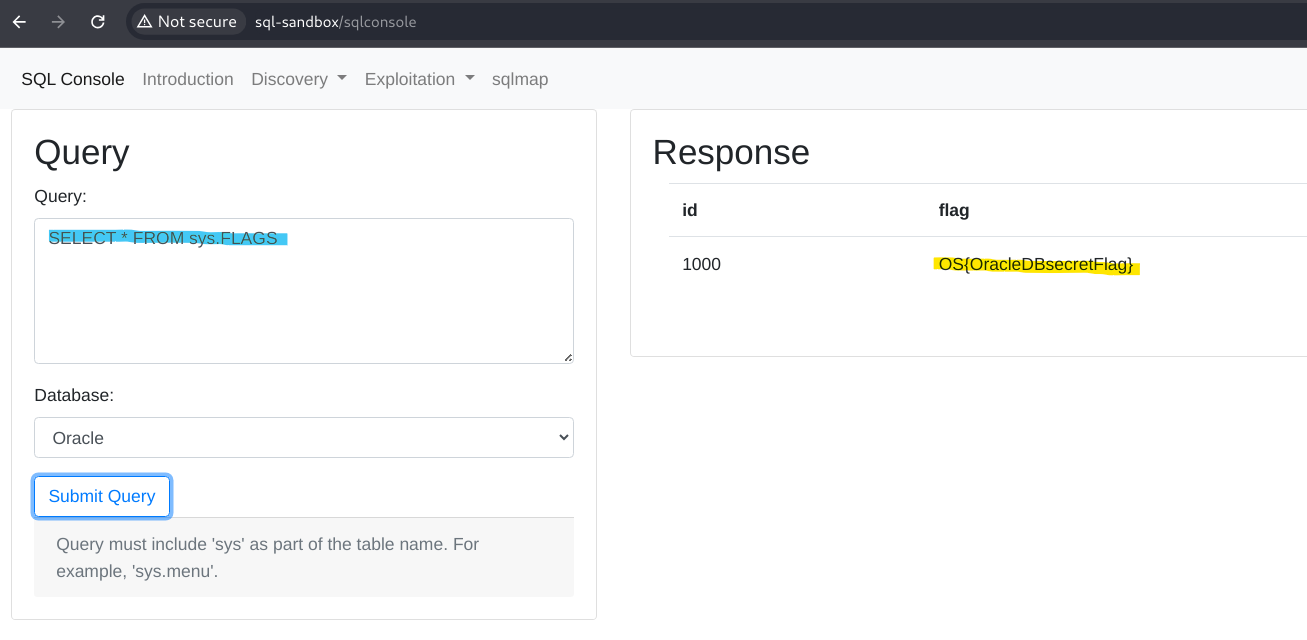 Not secure sql-sandbox/sqlconsole
SQL Console Introduction Discovery Exploitation sqlmap
Query
Query:
SELECT * FROM sys.FLAGS
Database:
Oracle
Submit Query
Query must include 'sys' as part of the table name. For
example, 'sys.menu'.
Response
id flag
1000 OS{OracleDBsecretFlag}